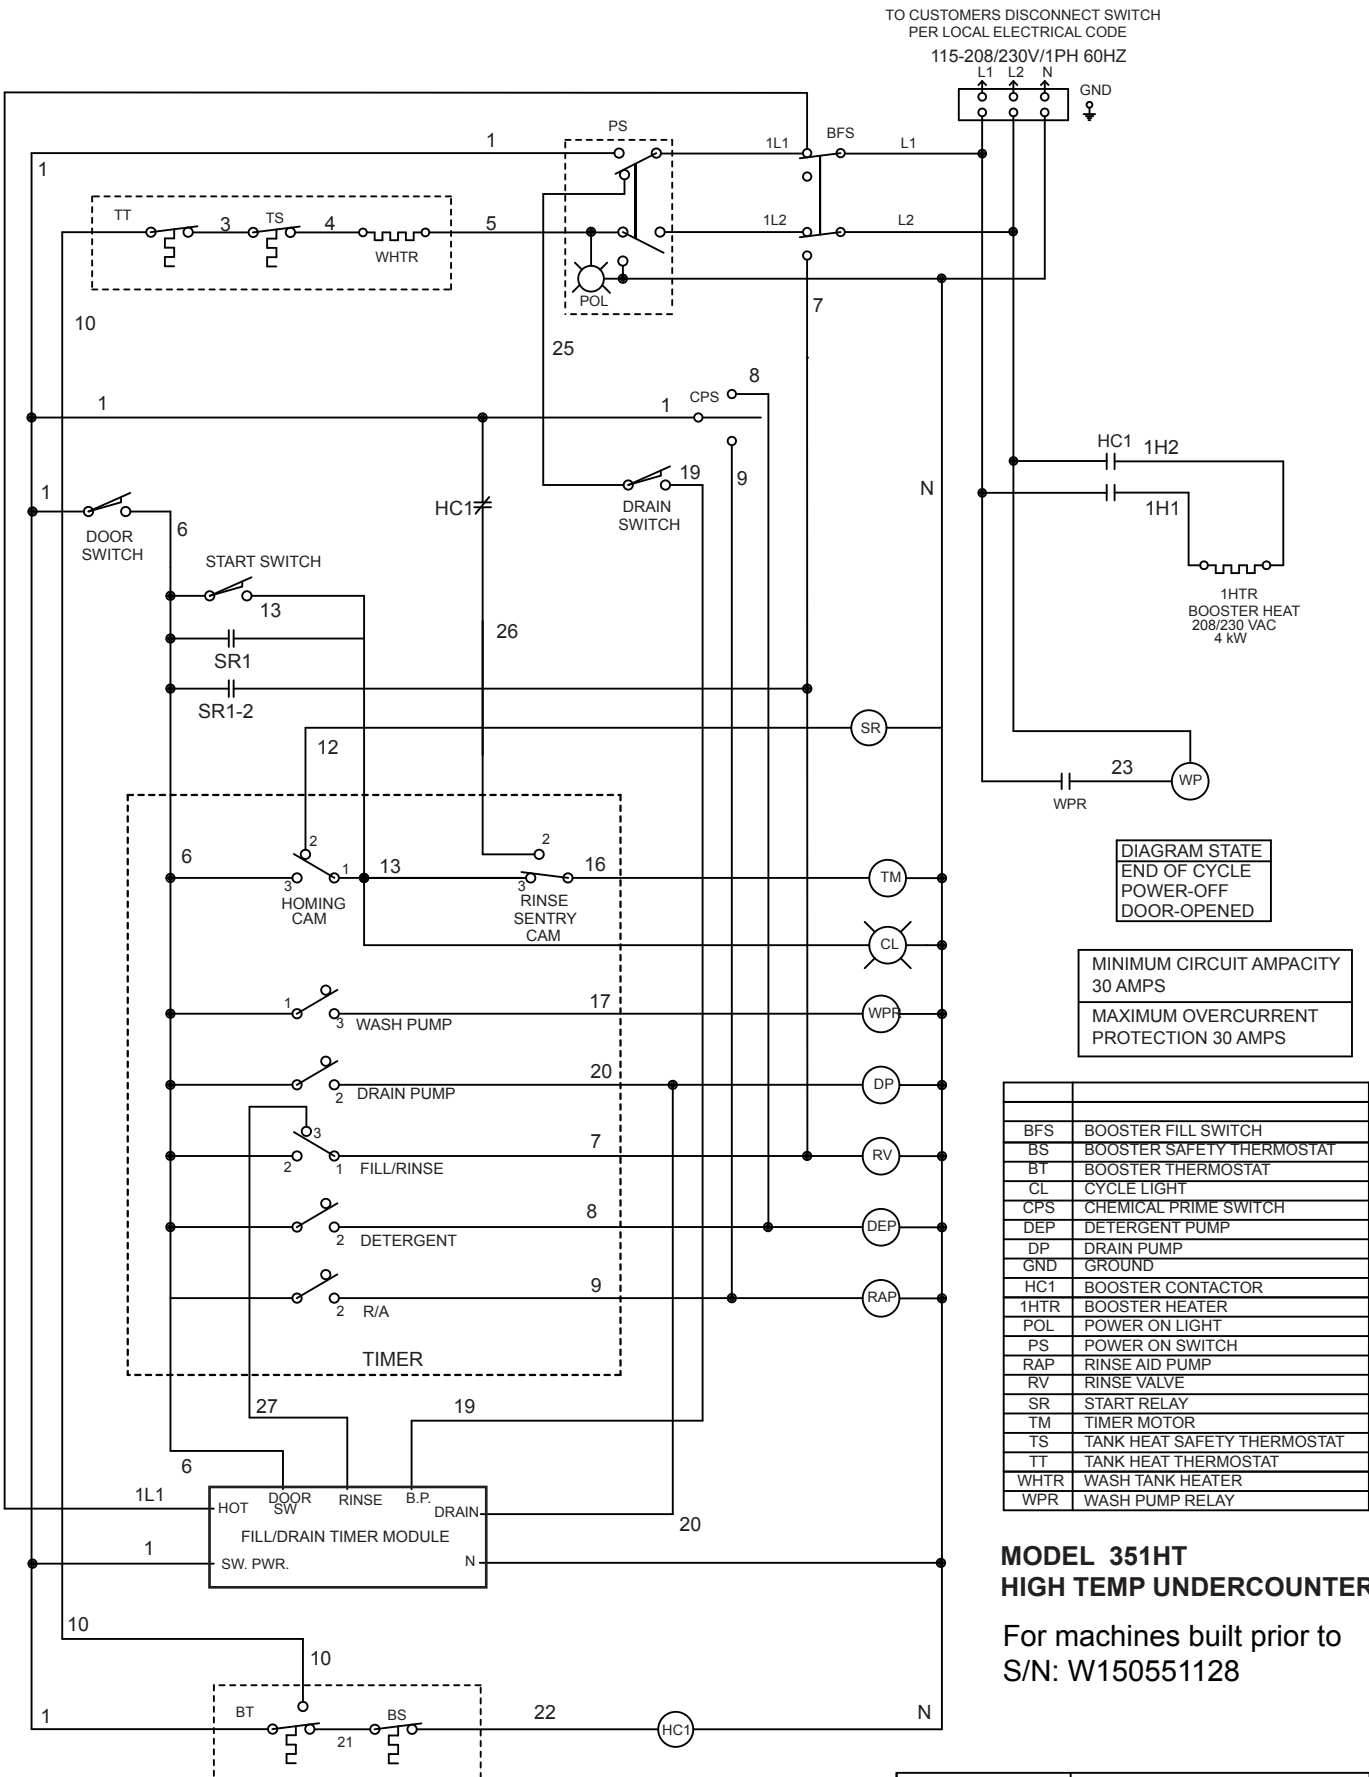 TO CUSTOMERS DISCONNECT SWITCH
PER LOCAL ELECTRICAL CODE
115-208/230V/1PH 60HZ
L1 L2 N
GND
PS
1
1L1
BFS
L1
1
TT
3
TS
4
5
1L2
L2
WHTR
POL
10
7
25
8
1
1
CPS
HC1 1H2
19
9
1
HC1
N
1H1
DOOR
SWITCH
6
DRAIN
SWITCH
START SWITCH
13
1HTR
BOOSTER HEAT
208/230 VAC
4 kW
26
SR1
SR1-2
12
SR
23
WP
WPR
2
2
6
1
13
16
TM
3
3
HOMING
CAM
RINSE
SENTRY
CAM
DIAGRAM STATE
END OF CYCLE
POWER-OFF
DOOR-OPENED
CL
MINIMUM CIRCUIT AMPACITY
30 AMPS
MAXIMUM OVERCURRENT
PROTECTION 30 AMPS
1
17
3 WASH PUMP
WPR
20
2 DRAIN PUMP
DP
3
7
2 1 FILL/RINSE
RV
8
2 DETERGENT
DEP
9
2 R/A
RAP
TIMER
BFS BOOSTER FILL SWITCH
BS BOOSTER SAFETY THERMOSTAT
BT BOOSTER THERMOSTAT
CL CYCLE LIGHT
CPS CHEMICAL PRIME SWITCH
DEP DETERGENT PUMP
DP DRAIN PUMP
GND GROUND
HC1 BOOSTER CONTACTOR
1HTR BOOSTER HEATER
POL POWER ON LIGHT
PS POWER ON SWITCH
RAP RINSE AID PUMP
RV RINSE VALVE
SR START RELAY
TM TIMER MOTOR
TS TANK HEAT SAFETY THERMOSTAT
TT TANK HEAT THERMOSTAT
WHTR WASH TANK HEATER
WPR WASH PUMP RELAY
27
19
6
1L1
HOT
DOOR
SW
RINSE
B.P.
DRAIN
20
FILL/DRAIN TIMER MODULE
1
SW. PWR.
N
MODEL 351HT
HIGH TEMP UNDERCOUNTER
For machines built prior to
S/N: W150551128
10
10
1
BT
21
BS
22
HC1
N